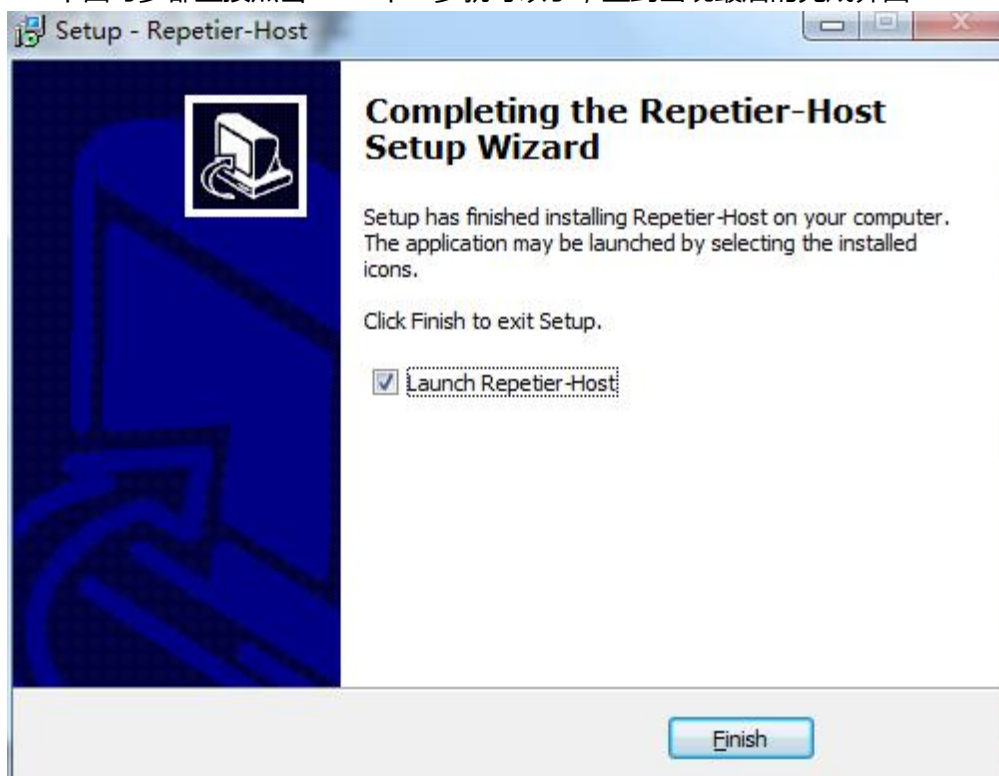 Setup - Repetier-Host
Completing the Repetier-Host
Setup Wizard
Setup has finished installing Repetier-Host on your computer.
The application may be launched by selecting the installed
icons.
Click Finish to exit Setup.
Launch Repetier-Host
Finish